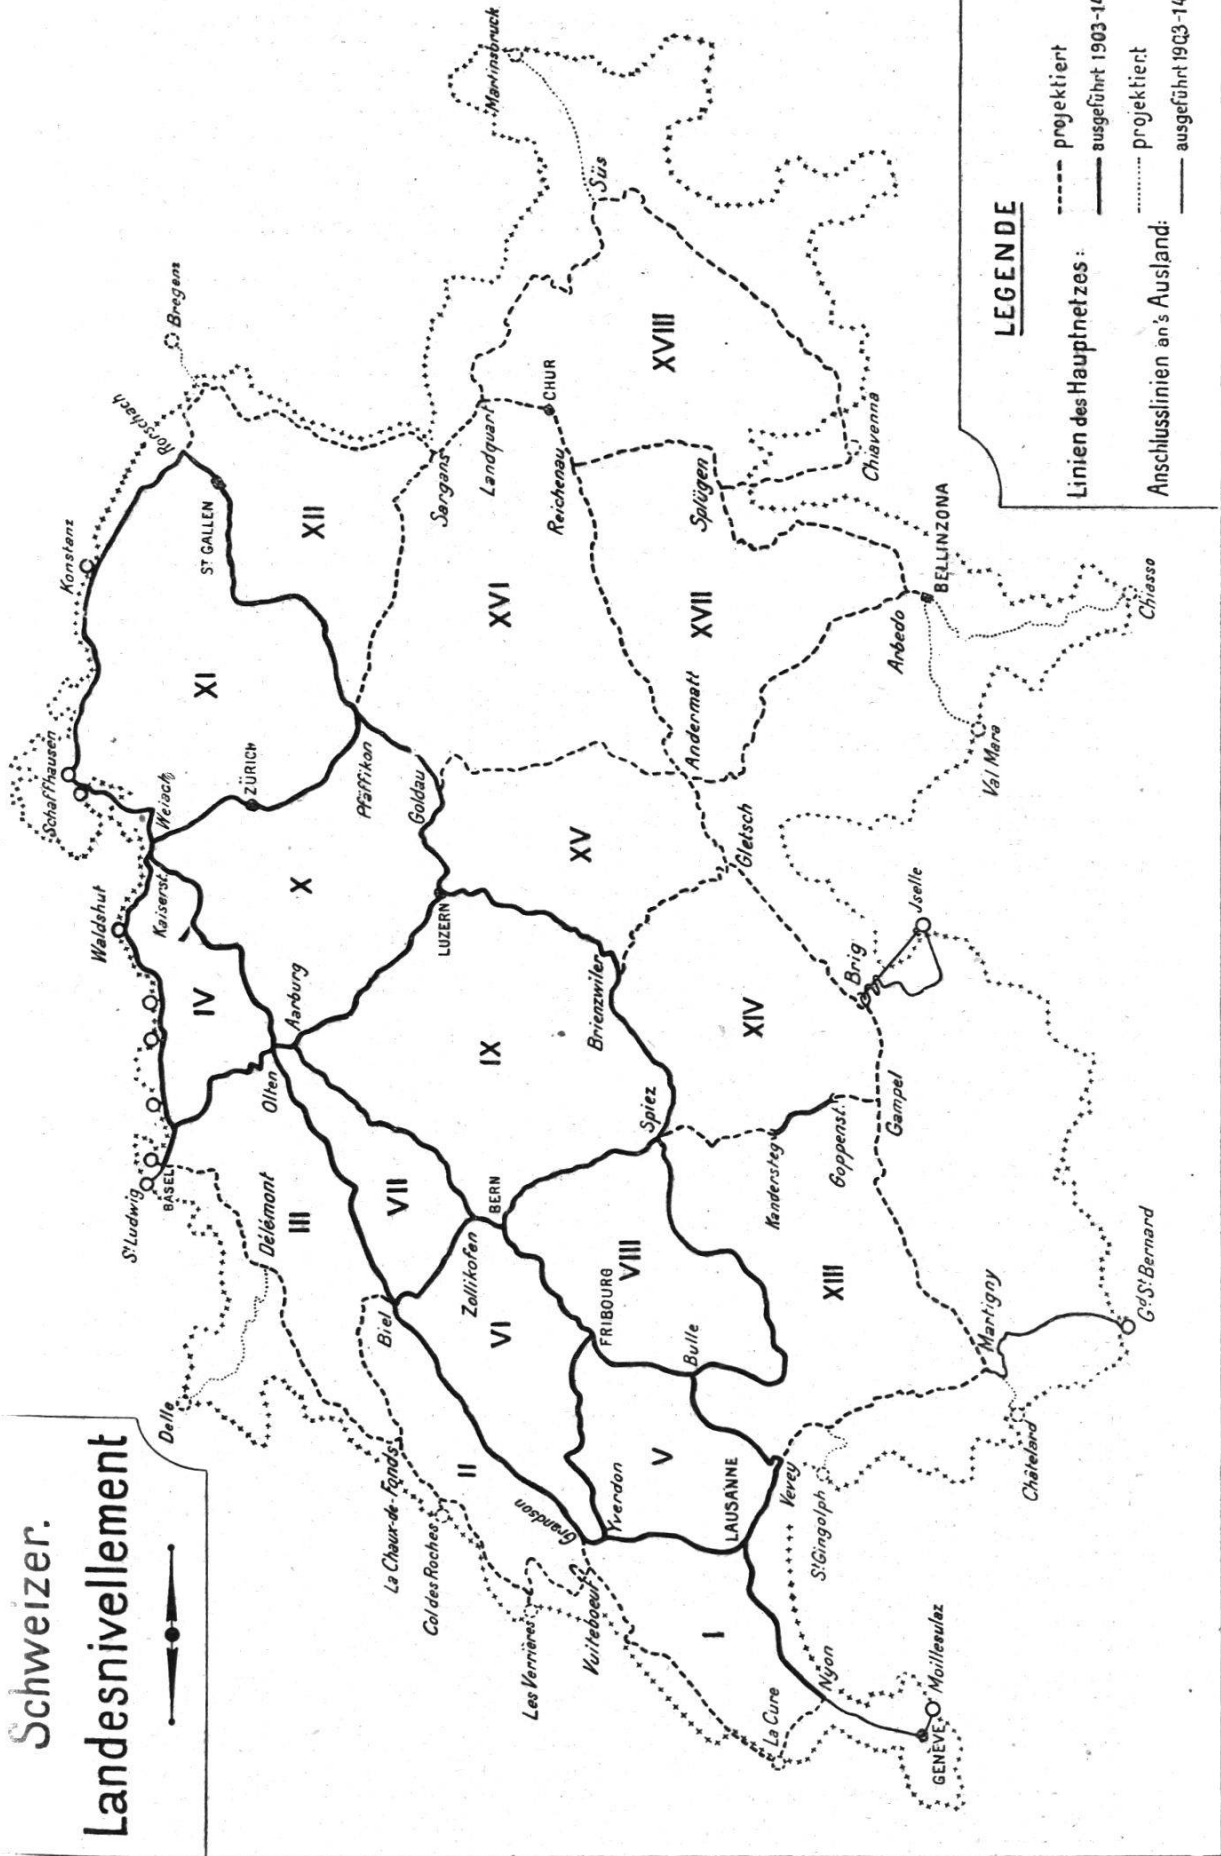 Schweizer.
Landesnivellement
Schaffhausen
Konstanz
Rorschach
Bregenz
Waldshut
Weiach
Kaiserst.
ZÜRICH
ST GALLEN
XI
XII
St Ludwig
BASEL
IV
X
Olten
Aarburg
Pfäffikon
Goldau
LUZERN
Sargans
Landquart
Martinsbruck
Süs
Delle
Délémont
III
VII
Biel
Zollikofen
BERN
IX
XV
XVI
CHUR
Reichenau
XVIII
La Chaux-de-Fonds
Col des Roches
II
VI
FRIBOURG
VIII
Spiez
Brienzwiler
XIV
Gletsch
Andermatt
XVII
Splügen
Chiavenna
Les Verrières
Vuiteboeuf
Grandson
Yverdon
V
Bulle
Kandersteg
Goppenst.
Gampel
Brig
Jselle
Arbedo
BELLINZONA
Val Mara
Chiasso
I
LAUSANNE
Vevey
St Gingolph
XIII
Martigny
Châtelard
Gd St Bernard
La Cure
Nyon
GENÈVE
Moillesulaz
LEGENDE
Linien des Hauptnetzes:
projektiert
ausgeführt 1903-14
Anschlusslinien an's Ausland:
projektiert
ausgeführt 1903-14